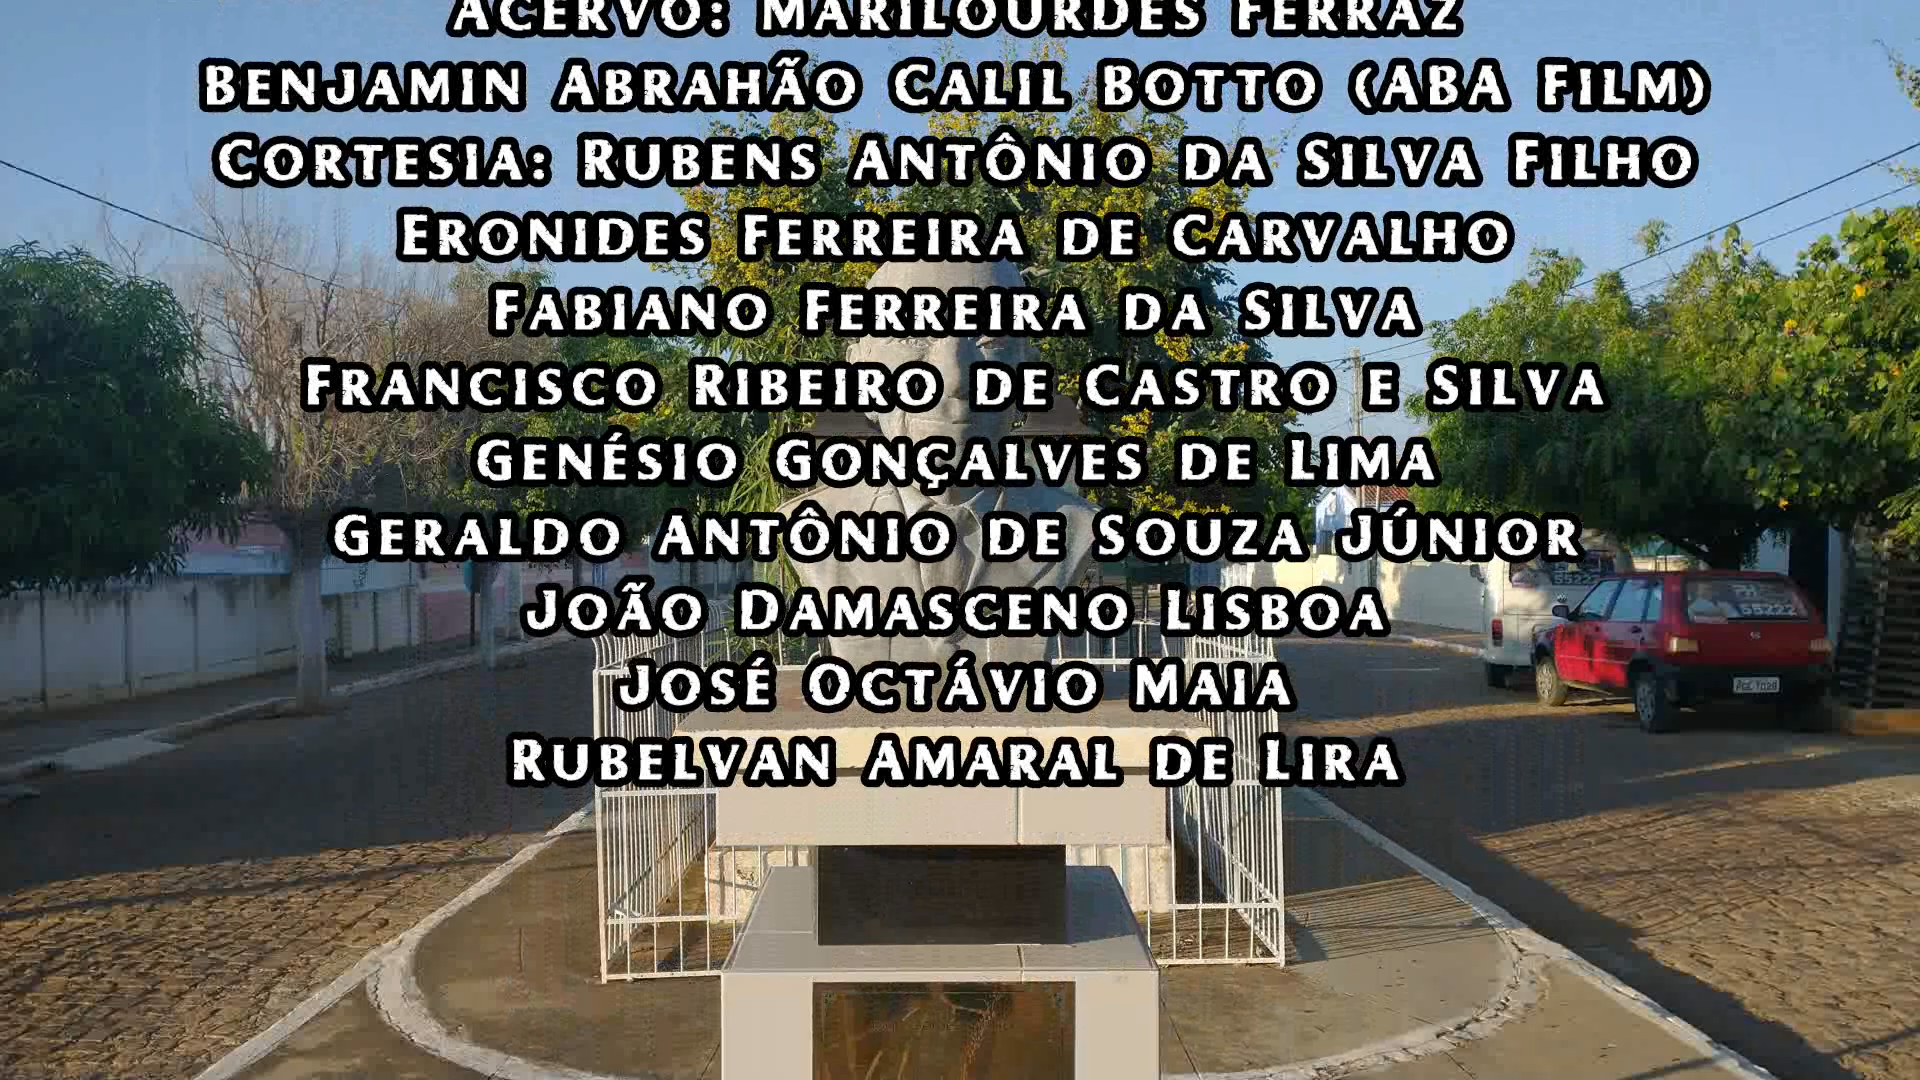 Acervo: Marilourdes Ferraz
Benjamin Abrahão Calil Botto (ABA Film)
Cortesia: Rubens Antônio da Silva Filho
Eronides Ferreira de Carvalho
Fabiano Ferreira da Silva
Francisco Ribeiro de Castro e Silva
Genésio Gonçalves de Lima
Geraldo Antônio de Souza Júnior
João Damasceno Lisboa
José Octávio Maia
Rubelvan Amaral de Lira
55222
55222